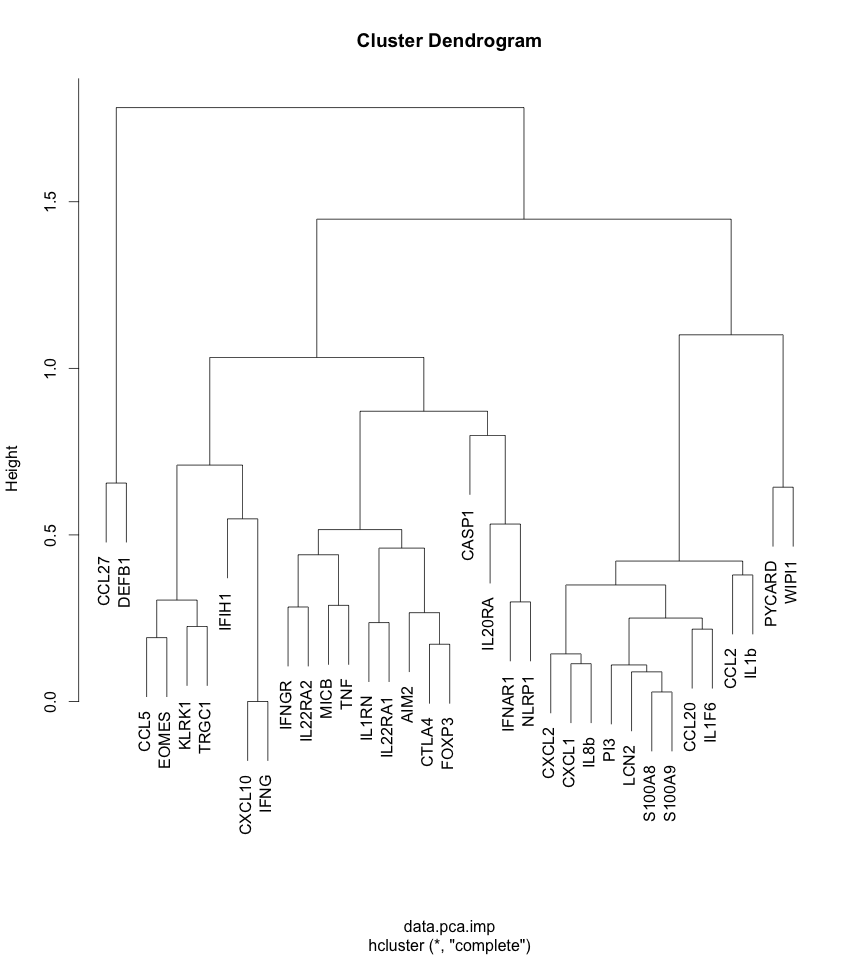 Cluster Dendrogram
Height
0.0
0.5
1.0
1.5
CCL27
DEFB1
CCL5
EOMES
KLRK1
TRGC1
IFIH1
CXCL10
IFNG
IFNGR
IL22RA2
MICB
TNF
IL1RN
IL22RA1
AIM2
CTLA4
FOXP3
CASP1
IL20RA
IFNAR1
NLRP1
CXCL2
CXCL1
IL8b
PI3
LCN2
S100A8
S100A9
CCL20
IL1F6
CCL2
IL1b
PYCARD
WIPI1
data.pca.imp
hcluster (*, "complete")